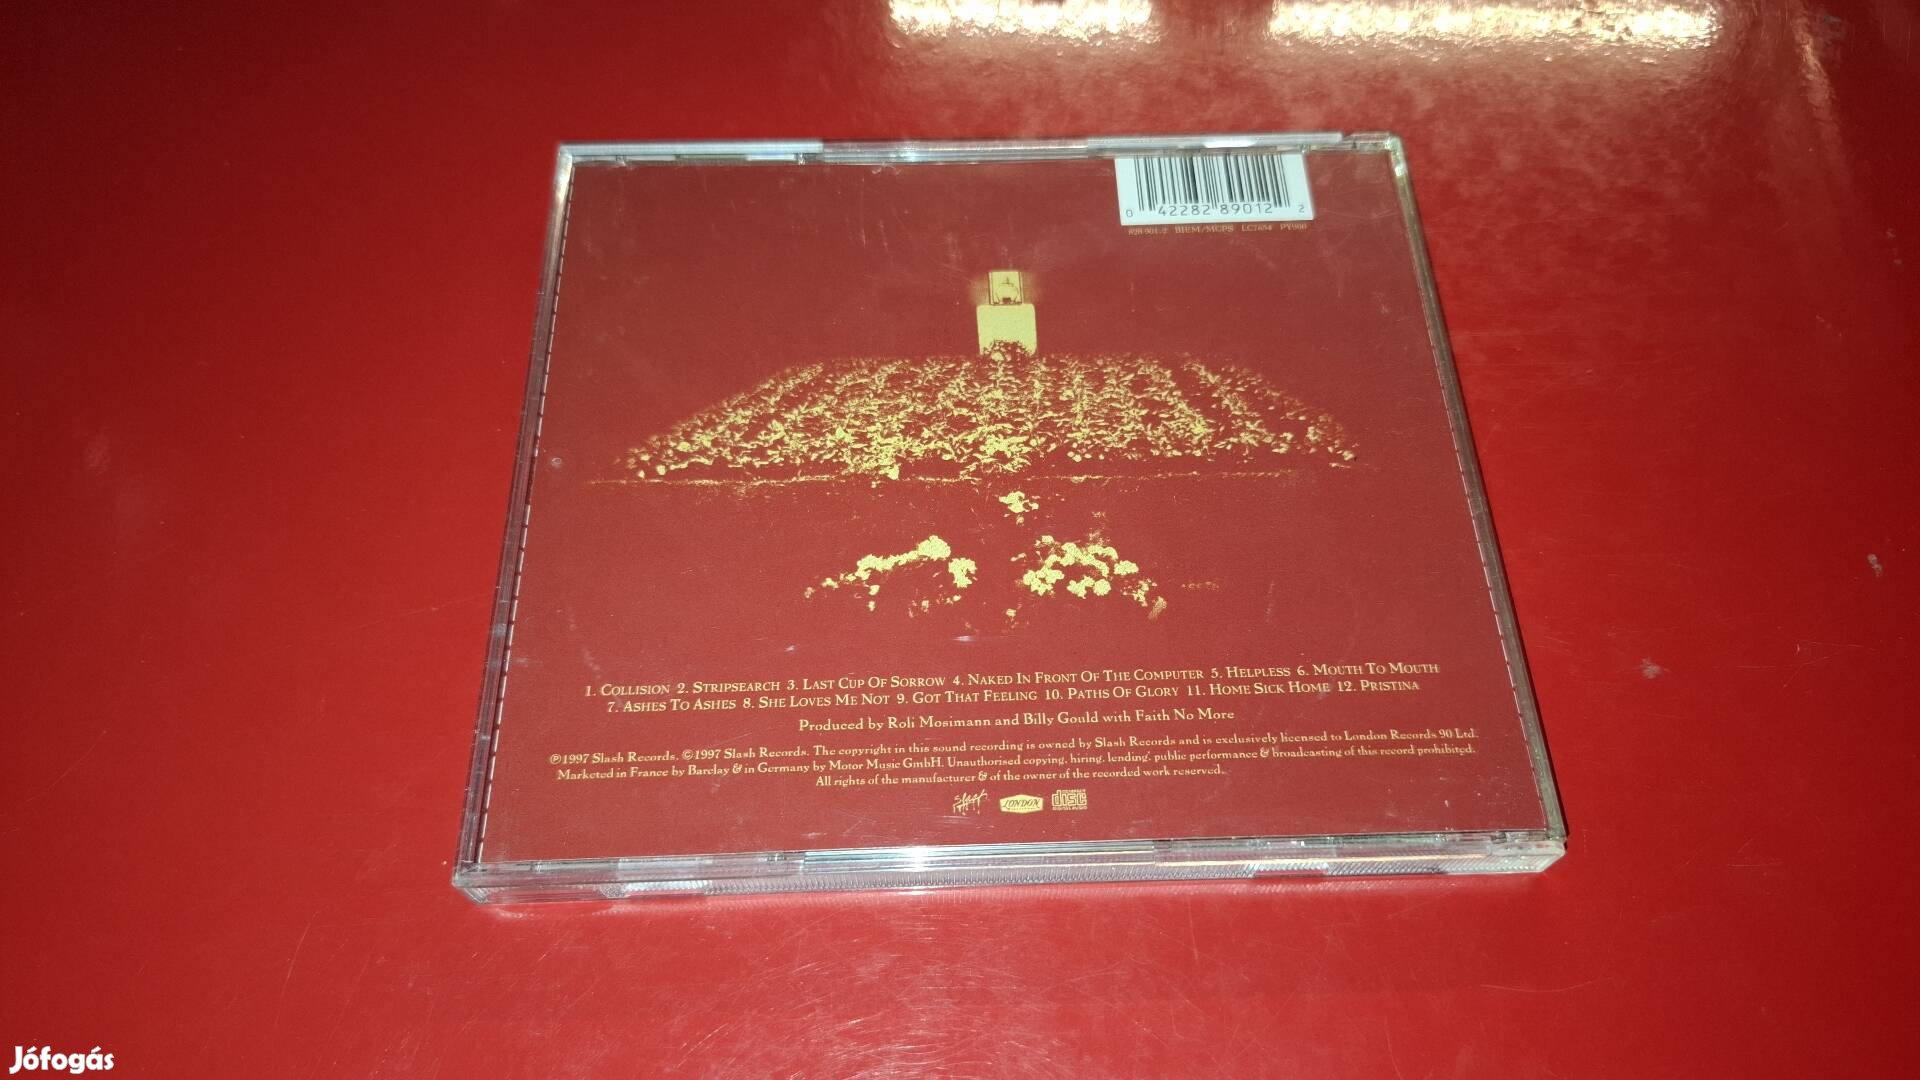 0 42282 89012 2
828 901-2 BIEM/MCPS LC7654 PY900
1. COLLISION 2. STRIPSEARCH 3. LAST CUP OF SORROW 4. NAKED IN FRONT OF THE COMPUTER 5. HELPLESS 6. MOUTH TO MOUTH
7. ASHES TO ASHES 8. SHE LOVES ME NOT 9. GOT THAT FEELING 10. PATHS OF GLORY 11. HOME SICK HOME 12. PRISTINA
Produced by Roli Mosimann and Billy Gould with Faith No More
℗1997 Slash Records. ©1997 Slash Records. The copyright in this sound recording is owned by Slash Records and is exclusively licensed to London Records 90 Ltd.
Marketed in France by Barclay & in Germany by Motor Music GmbH. Unauthorised copying, hiring, lending, public performance & broadcasting of this record prohibited.
All rights of the manufacturer & of the owner of the recorded work reserved.
slash LONDON COMPACT disc DIGITAL AUDIO
Jófogás